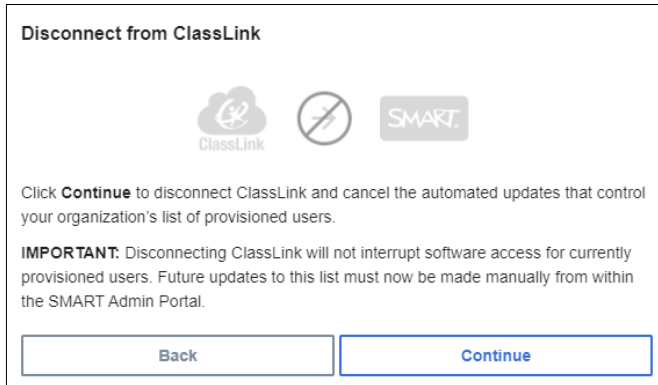 Disconnect from ClassLink
ClassLink
SMART
Click Continue to disconnect ClassLink and cancel the automated updates that control
your organization's list of provisioned users.
IMPORTANT: Disconnecting ClassLink will not interrupt software access for currently
provisioned users. Future updates to this list must now be made manually from within
the SMART Admin Portal.
Back
Continue